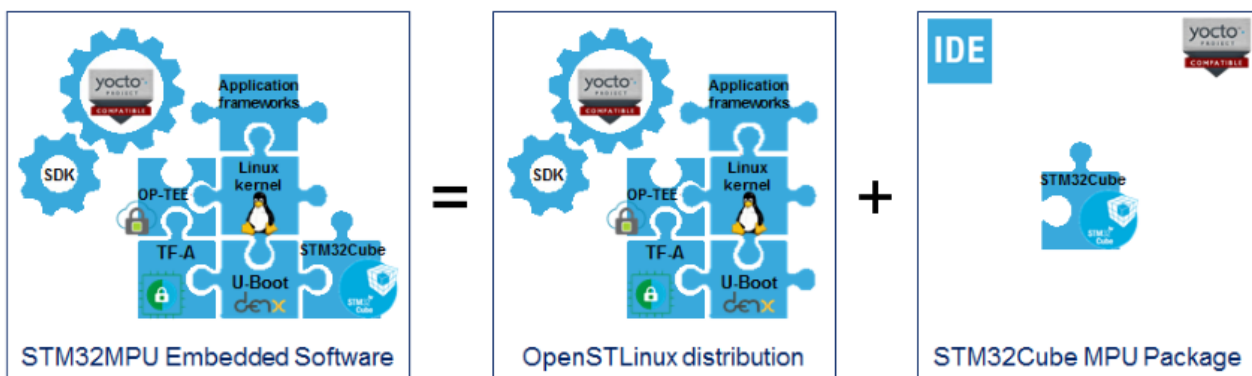 yocto
PROJECT
COMPATIBLE
Application
frameworks
SDK
OP-TEE
Linux
kernel
TF-A
U-Boot
denx
STM32Cube
STM32
Cube
STM32MPU Embedded Software
=
yocto
PROJECT
COMPATIBLE
Application
frameworks
SDK
OP-TEE
Linux
kernel
TF-A
U-Boot
denx
OpenSTLinux distribution
+
IDE
yocto
PROJECT
COMPATIBLE
STM32Cube
STM32
Cube
STM32Cube MPU Package